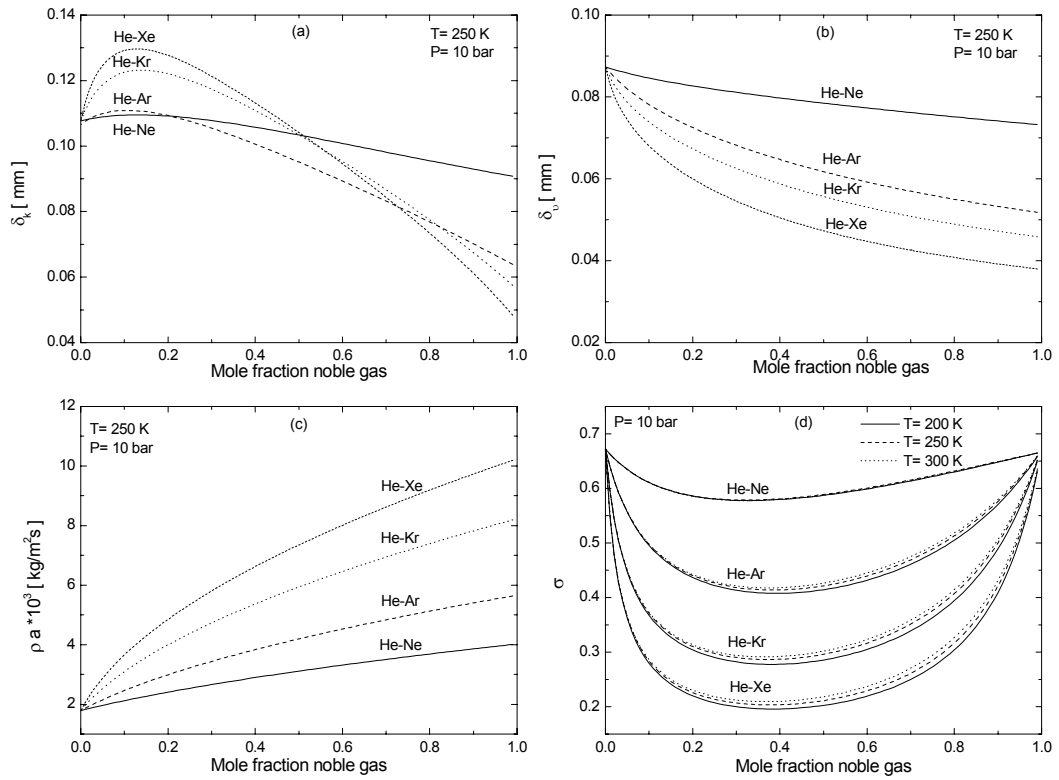 (a)
T= 250 K
P= 10 bar
He-Xe
He-Kr
He-Ar
He-Ne
δk [ mm ]
0.14
0.12
0.10
0.08
0.06
0.04
0.0 0.2 0.4 0.6 0.8 1.0
Mole fraction noble gas
(b)
T= 250 K
P= 10 bar
He-Ne
He-Ar
He-Kr
He-Xe
δυ [ mm ]
0.10
0.08
0.06
0.04
0.02
0.0 0.2 0.4 0.6 0.8 1.0
Mole fraction noble gas
T= 250 K
P= 10 bar
(c)
He-Xe
He-Kr
He-Ar
He-Ne
ρ a *10³ [ kg/m²s ]
12
10
8
6
4
2
0.0 0.2 0.4 0.6 0.8 1.0
Mole fraction noble gas
P= 10 bar
(d)
T= 200 K
T= 250 K
T= 300 K
He-Ne
He-Ar
He-Kr
He-Xe
σ
0.7
0.6
0.5
0.4
0.3
0.2
0.0 0.2 0.4 0.6 0.8 1.0
Mole fraction noble gas